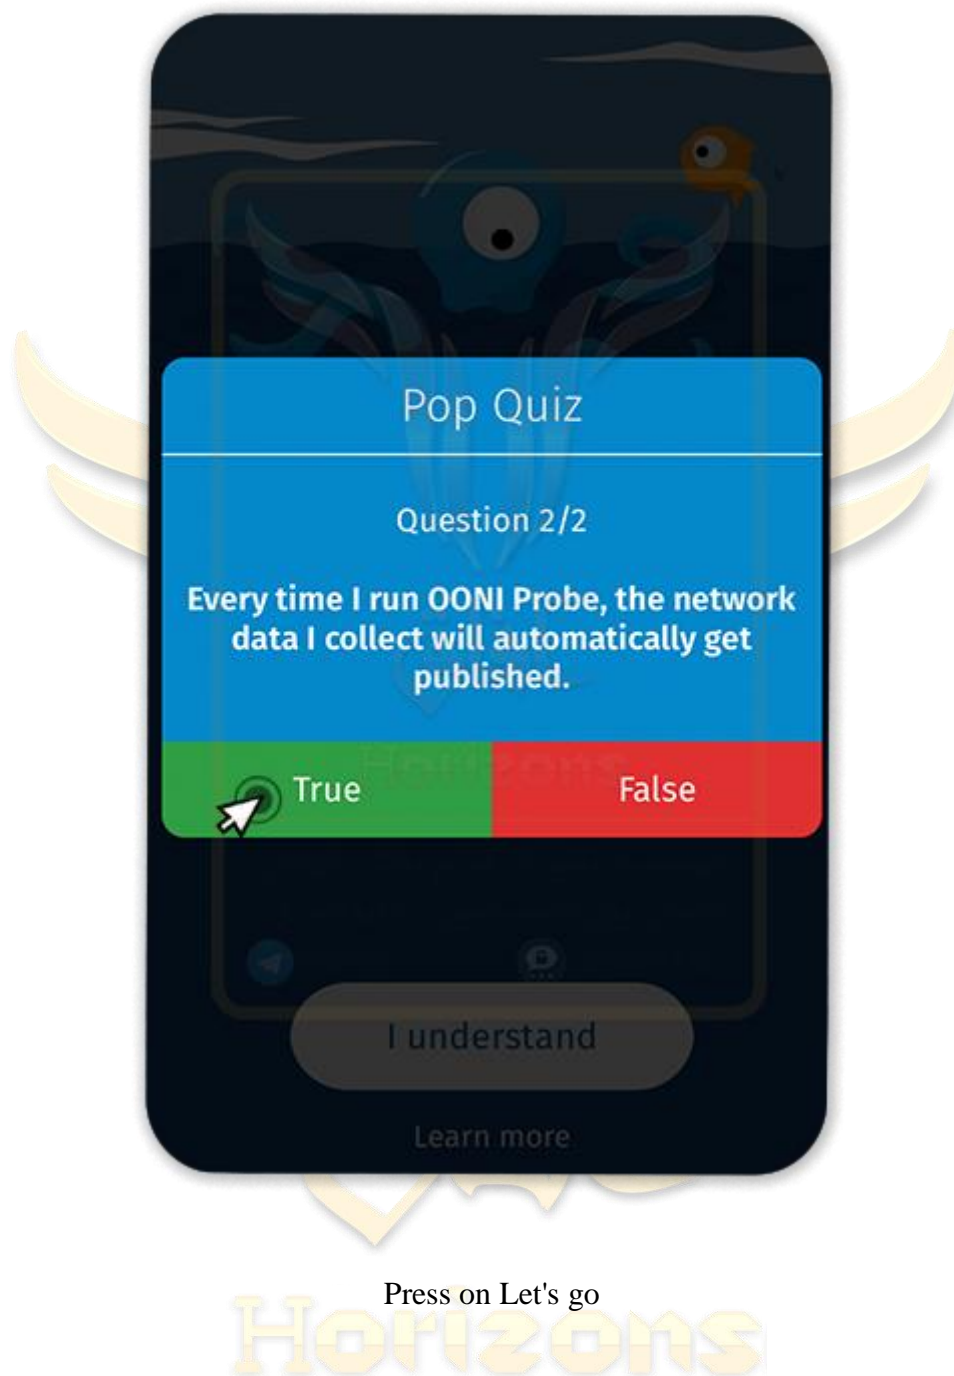 Pop Quiz
Question 2/2
Every time I run OONI Probe, the network
data I collect will automatically get
published.
Horizons
True
False
I understand
Learn more
Press on Let's go
Horizons